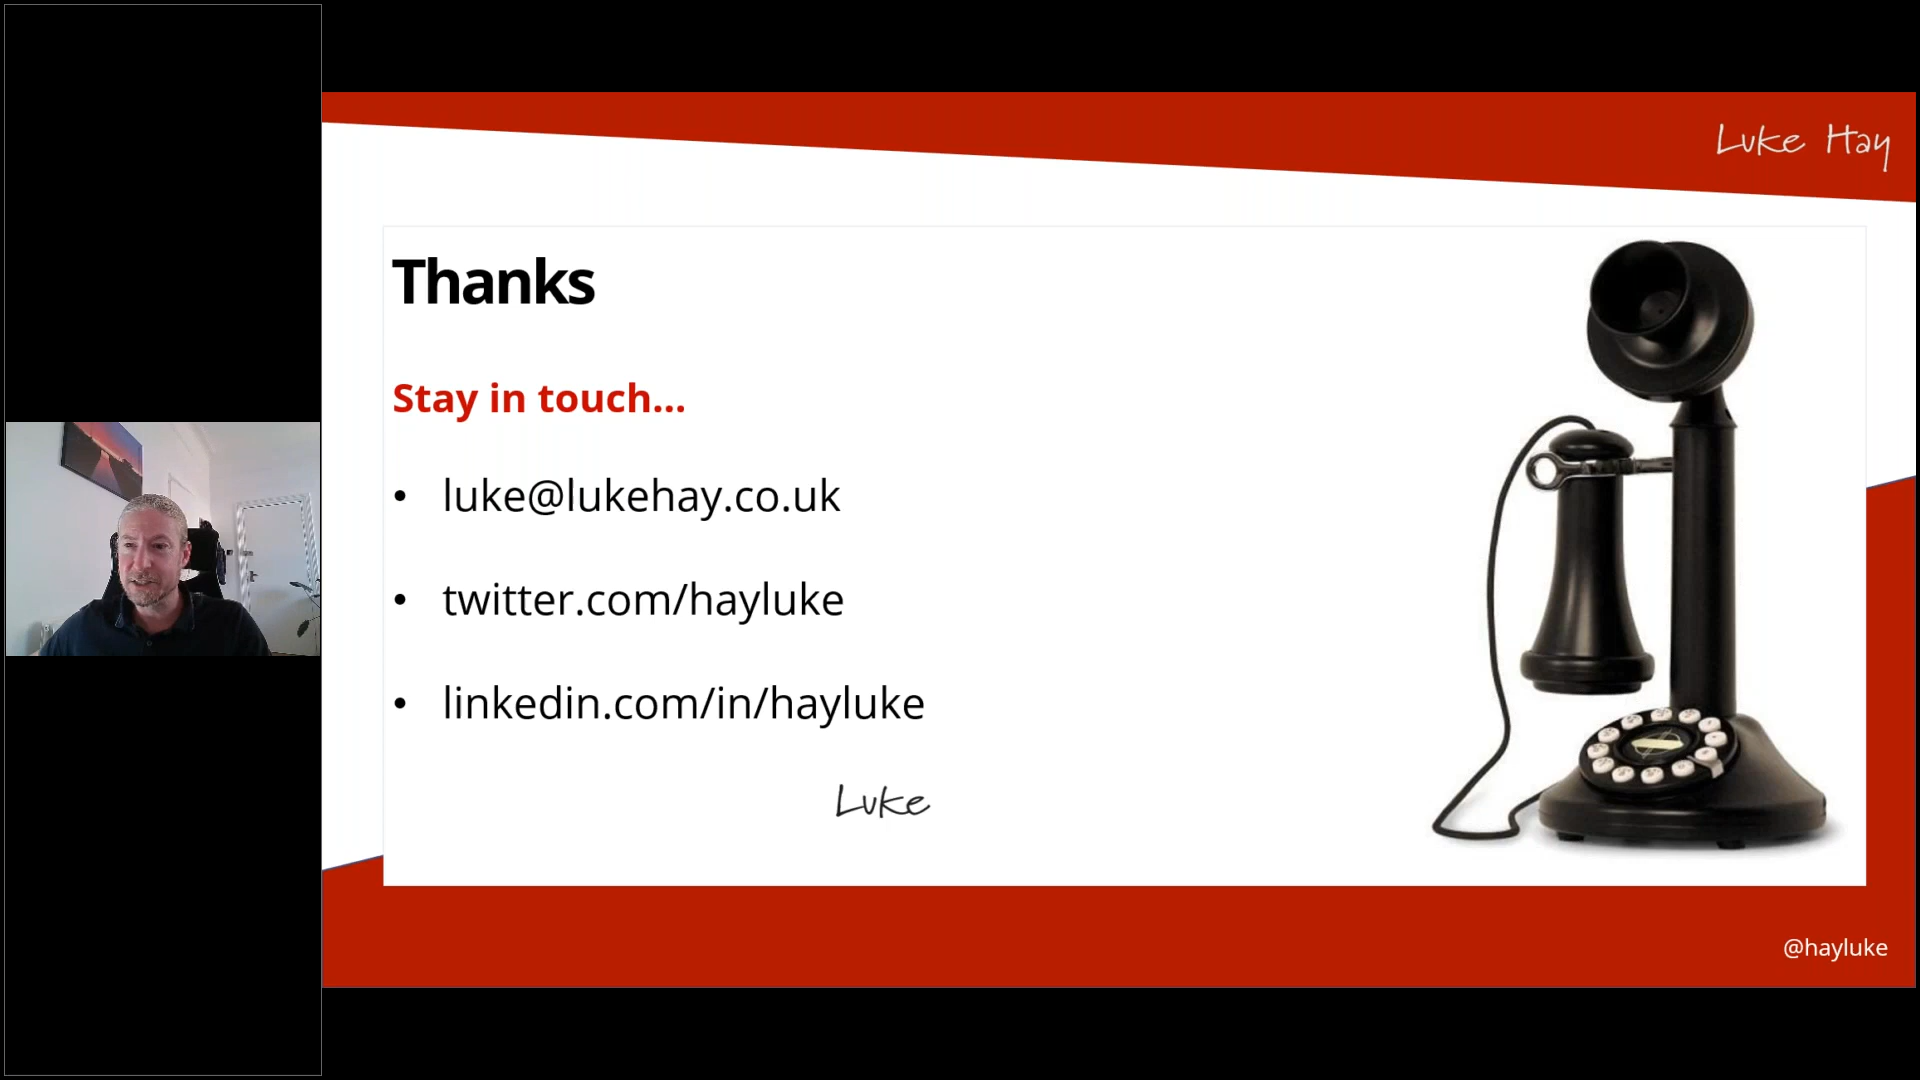 Luke Hay
Thanks
Stay in touch...
• luke@lukehay.co.uk
• twitter.com/hayluke
• linkedin.com/in/hayluke
Luke
@hayluke